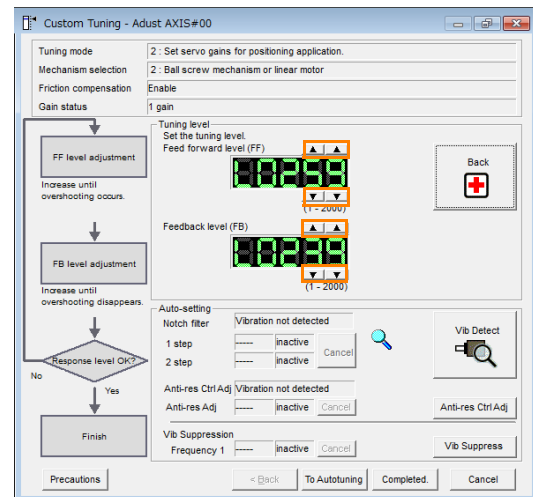 Custom Tuning - Adust AXIS#00
Tuning mode 2 : Set servo gains for positioning application.
Mechanism selection 2 : Ball screw mechanism or linear motor
Friction compensation Enable
Gain status 1 gain
FF level adjustment
Increase until
overshooting occurs.
FB level adjustment
Increase until
overshooting disappears.
Response level OK?
No
Yes
Finish
Tuning level
Set the tuning level.
Feed forward
level (FF)
L0259
(1 - 2000)
Feedback level (FB)
L0299
(1 - 2000)
Back
Auto-setting
Notch filter Vibration not detected
1 step ----- inactive
2 step ----- inactive
Cancel
Vib Detect
Anti-res Ctrl Adj Vibration not detected
Anti-res Adj ----- inactive Cancel
Anti-res Ctrl Adj
Vib Suppression
Frequency 1 ----- inactive Cancel
Vib Suppress
Precautions
< Back
To Autotuning
Completed.
Cancel